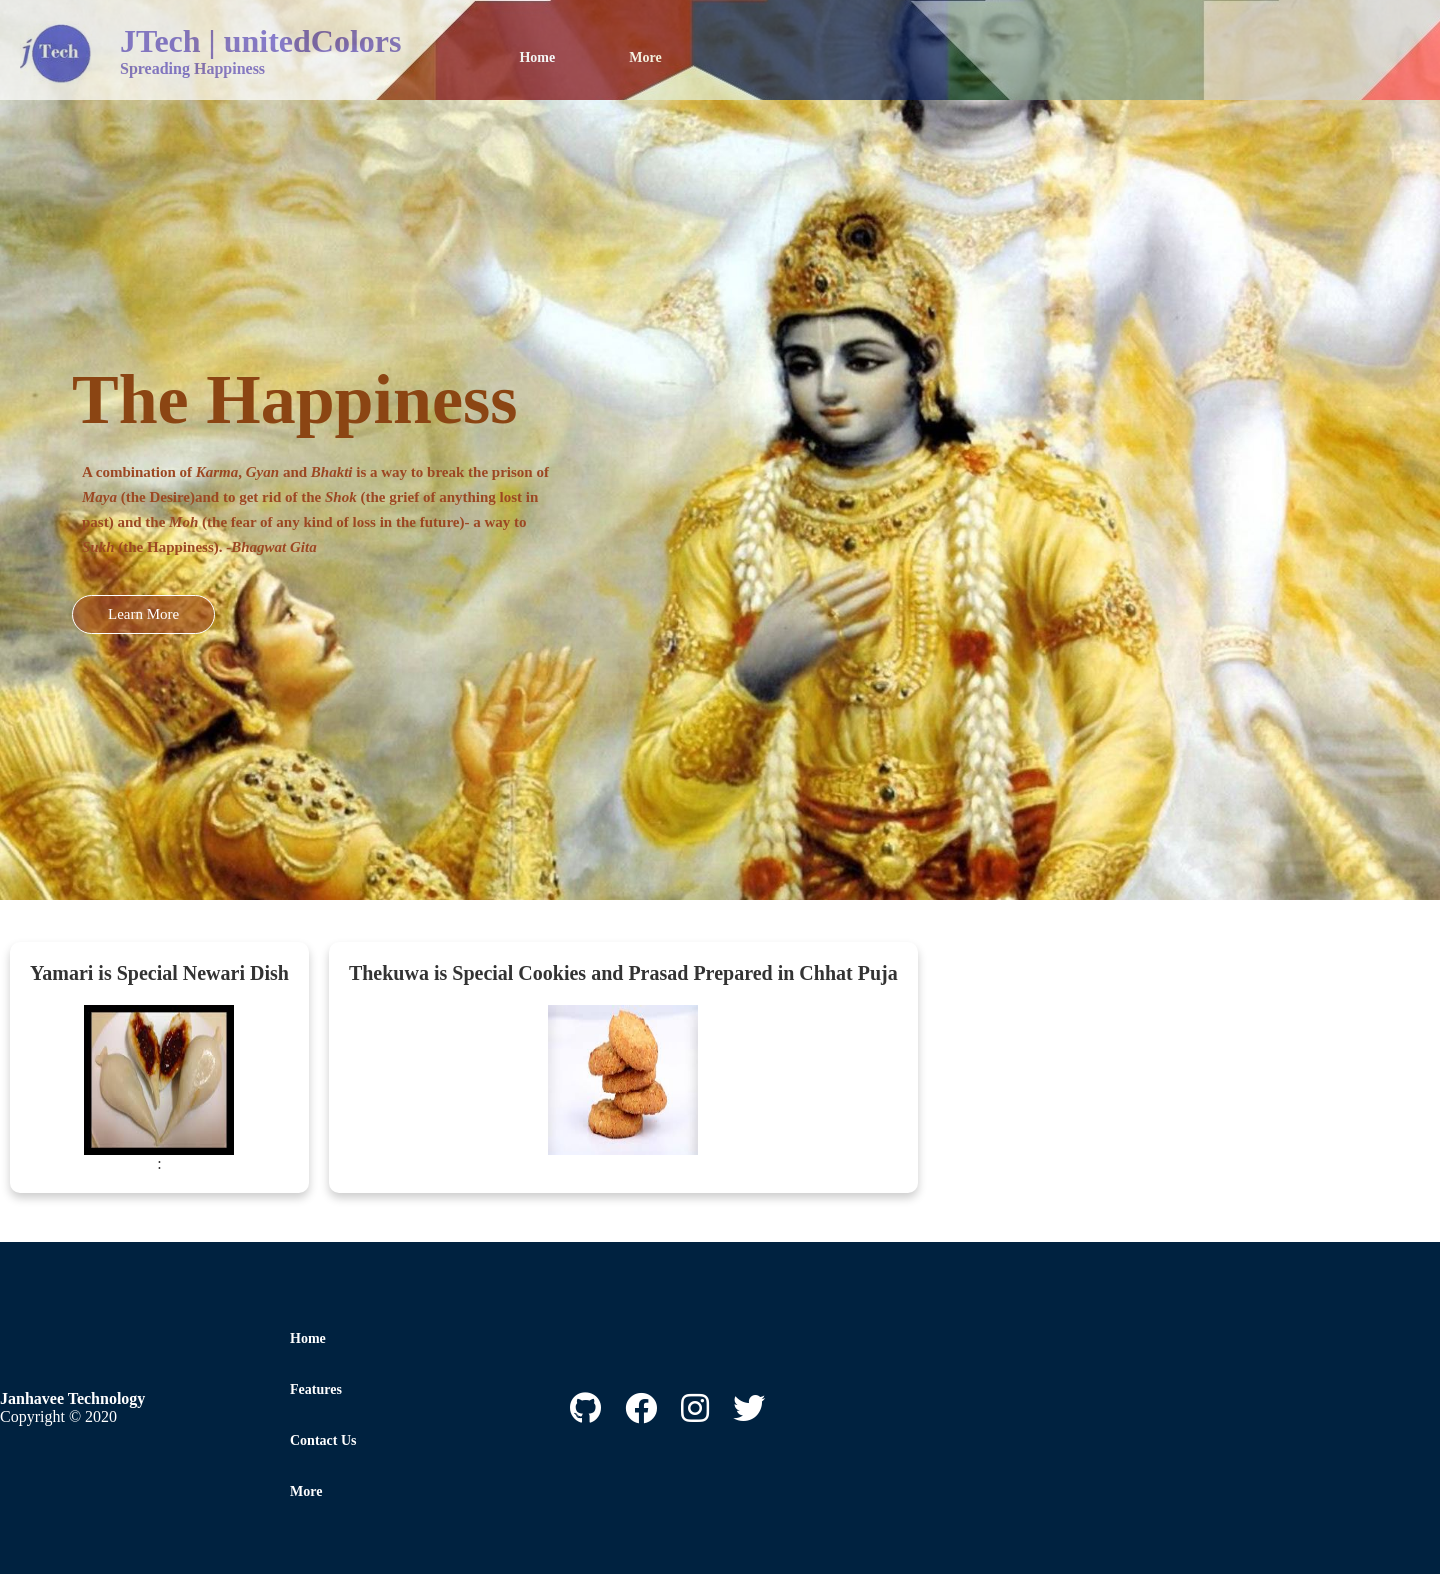 j Tech
JTech | unitedColors
Spreading Happiness
Home
More
The Happiness
A combination of Karma, Gyan and Bhakti is a way to break the prison of
Maya (the Desire)and to get rid of the Shok (the grief of anything lost in
past) and the Moh (the fear of any kind of loss in the future)- a way to
Sukh (the Happiness). -Bhagwat Gita
Learn More
Yamari is Special Newari Dish
:
Thekuwa is Special Cookies and Prasad Prepared in Chhat Puja
Janhavee Technology
Copyright © 2020
Home
Features
Contact Us
More